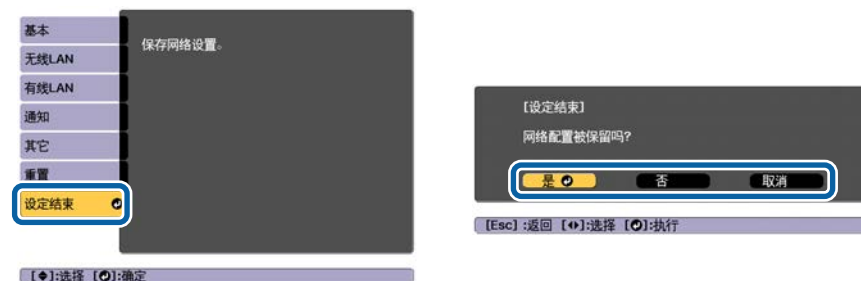 基本
无线LAN
有线LAN
通知
其它
重置
设定结束
保存网络设置。
[◆]:选择 [↵]:确定
[设定结束]
网络配置被保留吗?
是 否 取消
[Esc] :返回 [◆]:选择 [↵]:执行